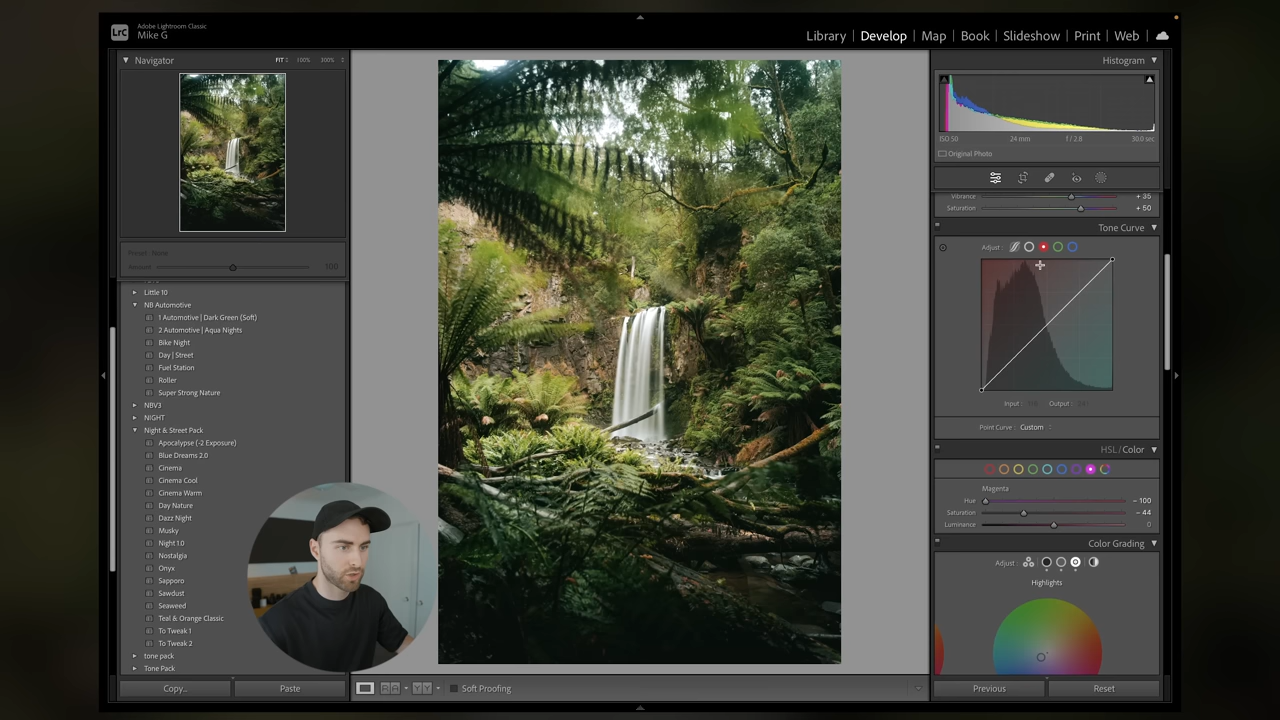 LrC
Adobe Lightroom Classic
Mike G
Library | Develop | Map | Book | Slideshow | Print | Web
Navigator
FIT 100% 300%
Preset: None
Amount 100
Little 10
NB Automotive
1 Automotive | Dark Green (Soft)
2 Automotive | Aqua Nights
Bike Night
Day | Street
Fuel Station
Roller
Super Strong Nature
NBV3
NIGHT
Night & Street Pack
Apocalypse (-2 Exposure)
Blue Dreams 2.0
Cinema
Cinema Cool
Cinema Warm
Day Nature
Dazz Night
Musky
Night 1.0
Nostalgia
Onyx
Sapporo
Sawdust
Seaweed
Teal & Orange Classic
To Tweak 1
To Tweak 2
tone pack
Tone Pack
Copy...
Paste
Soft Proofing
Histogram
ISO 50 24 mm f / 2.8 30.0 sec
Original Photo
Vibrance + 35
Saturation + 50
Tone Curve
Adjust :
Input : Output :
Point Curve : Custom
HSL / Color
Magenta
Hue - 100
Saturation - 44
Luminance 0
Color Grading
Adjust :
Highlights
Previous
Reset